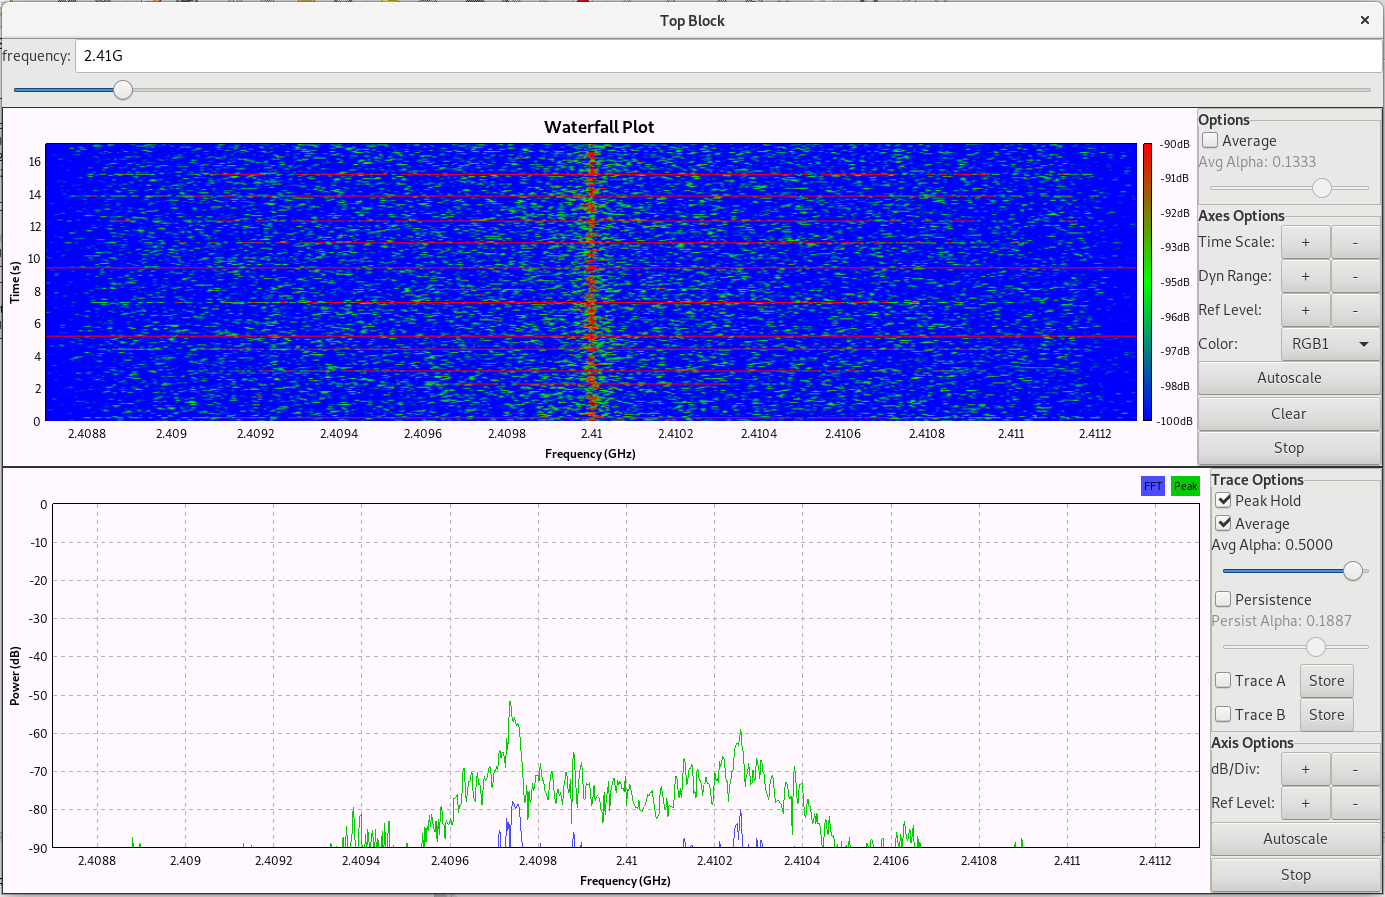 Top Block
frequency: 2.41G
Waterfall Plot
Time (s)
16
14
12
10
8
6
4
2
0
2.4088 2.409 2.4092 2.4094 2.4096 2.4098 2.41 2.4102 2.4104 2.4106 2.4108 2.411 2.4112
Frequency (GHz)
-90dB
-91dB
-92dB
-93dB
-95dB
-96dB
-97dB
-98dB
-100dB
Options
Average
Avg Alpha: 0.1333
Axes Options
Time Scale: + -
Dyn Range: + -
Ref Level: + -
Color: RGB1
Autoscale
Clear
Stop
FFT Peak
Power (dB)
0
-10
-20
-30
-40
-50
-60
-70
-80
-90
2.4088 2.409 2.4092 2.4094 2.4096 2.4098 2.41 2.4102 2.4104 2.4106 2.4108 2.411 2.4112
Frequency (GHz)
Trace Options
Peak Hold
Average
Avg Alpha: 0.5000
Persistence
Persist Alpha: 0.1887
Trace A Store
Trace B Store
Axis Options
dB/Div: + -
Ref Level: + -
Autoscale
Stop